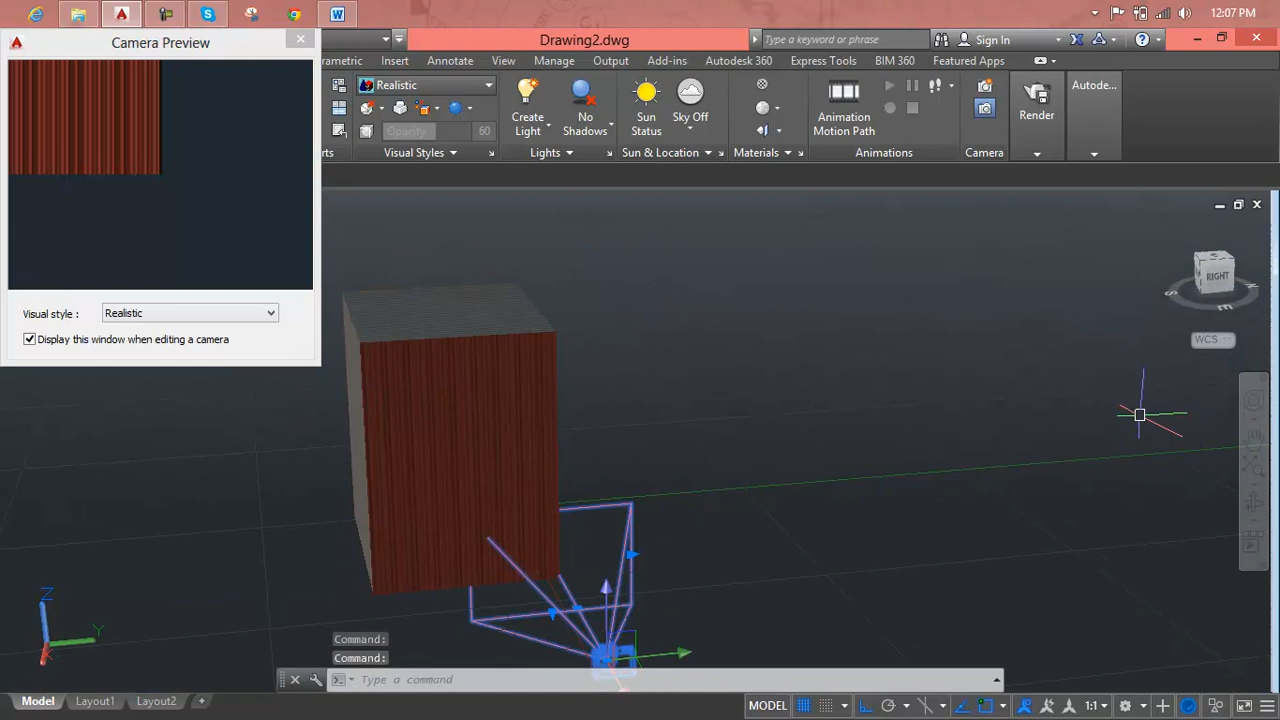 12:07 PM
Camera Preview
Drawing2.dwg
Type a keyword or phrase
Sign In
rametric
Annotate
View
Manage
Output
Add-ins
Autodesk 360
Express Tools
BIM 360
Featured Apps
Insert
Realistic
Opacity
60
Create
Light
No
Shadows
Sun
Status
Sky Off
Animation
Motion Path
Render
Autode...
rts
Visual Styles
Lights
Sun & Location
Materials
Animations
Camera
Visual style :
Realistic
Display this window when editing a camera
RIGHT
S
E
N
WCS
Z
Y
X
Command:
Command:
Type a command
Model
Layout1
Layout2
+
MODEL
1:1